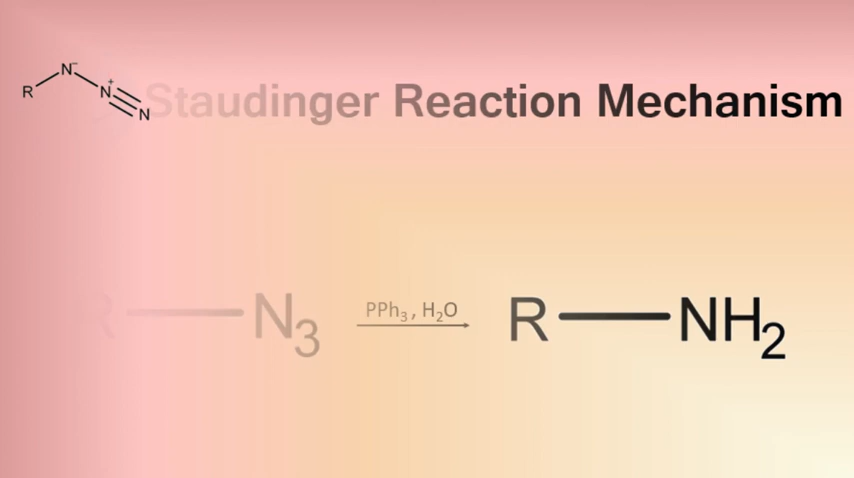 R N⁻ N⁺ N
Staudinger Reaction Mechanism
R N₃ PPh₃, H₂O R NH₂